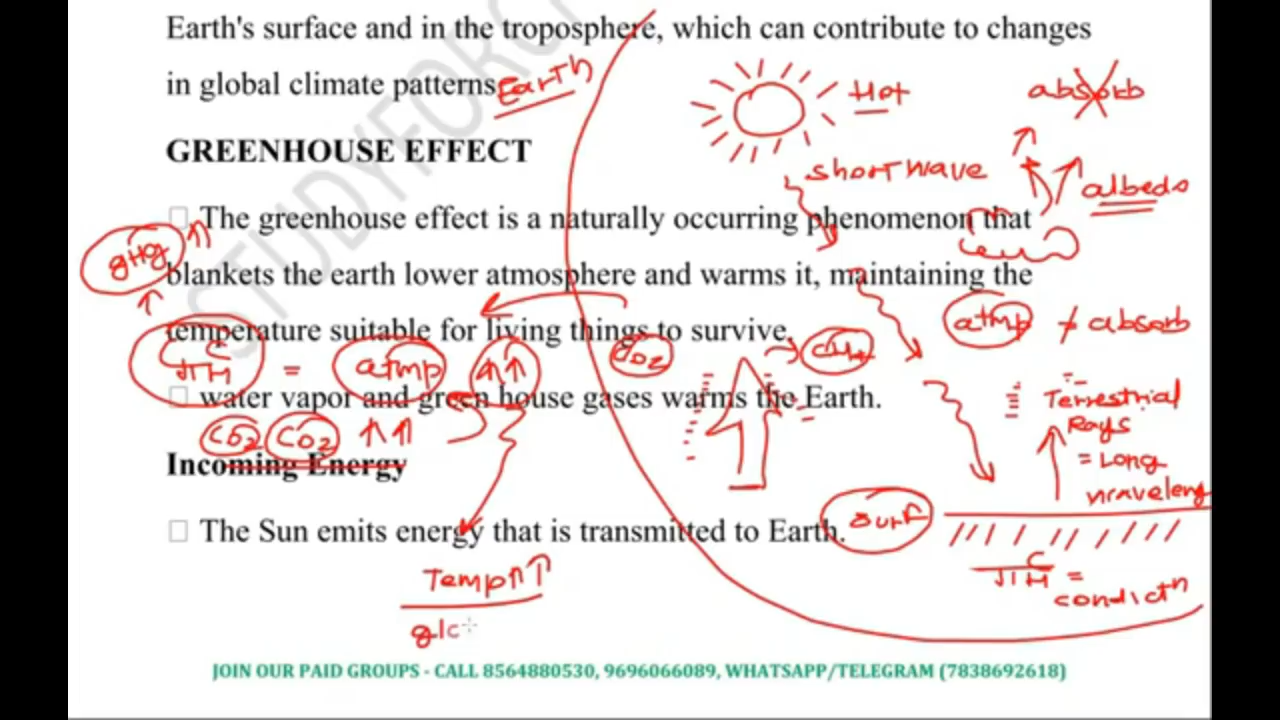 Earth's surface and in the troposphere, which can contribute to changes
in global climate patterns
Earth
Hot
absorb
GREENHOUSE EFFECT
short wave
albedo
The greenhouse effect is a naturally occurring phenomenon that
gHg
blankets the earth lower atmosphere and warms it, maintaining the
temperature suitable for living things to survive.
atmp absorb
= atmp
CO2
CH4
water vapor and green house gases warms the Earth.
Terrestrial
Rays
= Long
CO2 CO2
Incoming Energy
The Sun emits energy that is transmitted to Earth.
surf
Temp
glc
JOIN OUR PAID GROUPS - CALL 8564880530, 9696066089, WHATSAPP/TELEGRAM (7838692618)
STUDYFORC